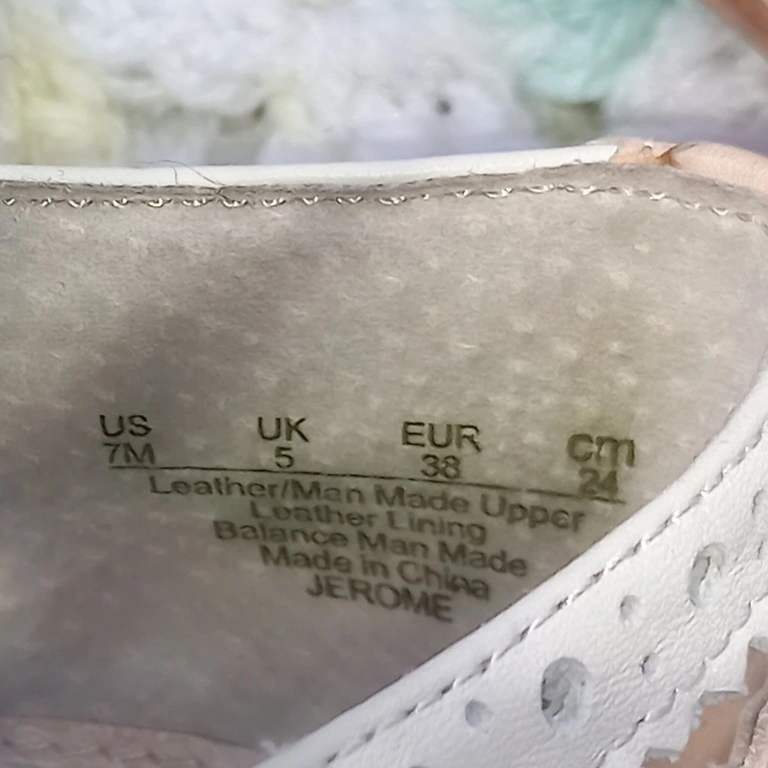 US UK EUR cm
7M 5 38 24
Leather/Man Made Upper
Leather Lining
Balance Man Made
Made in China
JEROME